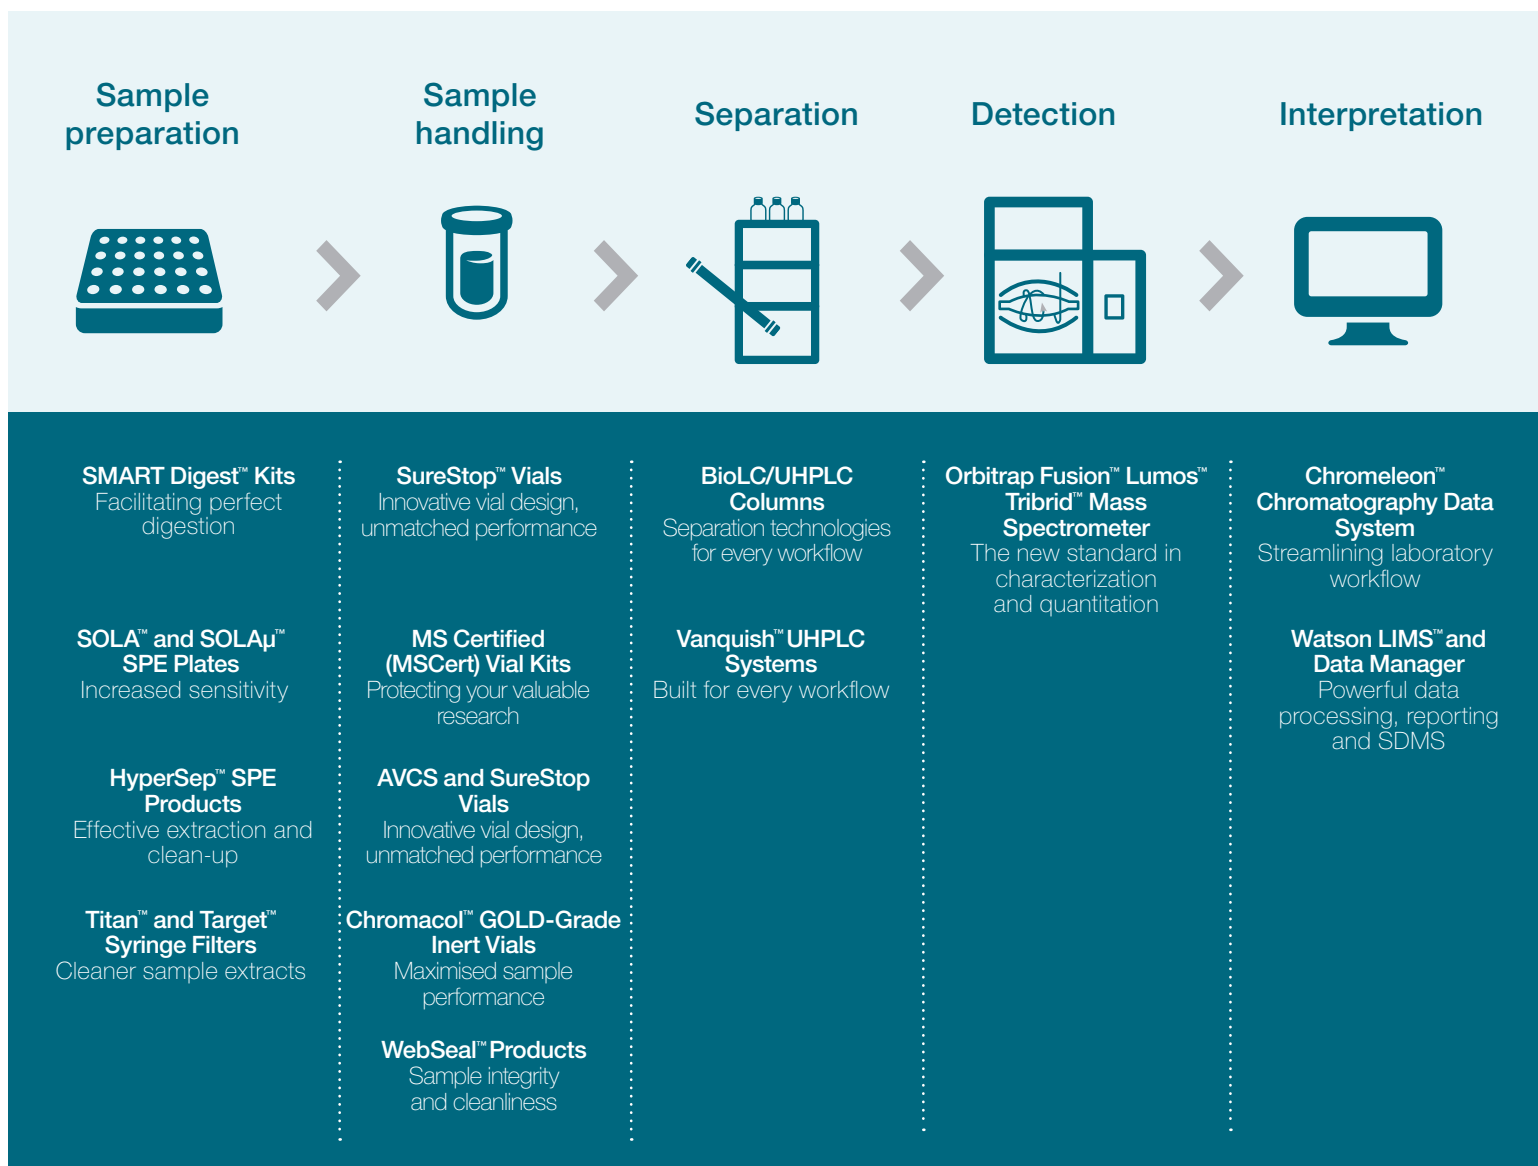 Sample
preparation
Sample
handling
Separation
Detection
Interpretation
SMART Digest™ Kits
Facilitating perfect
digestion
SOLA™ and SOLAµ™
SPE Plates
Increased sensitivity
HyperSep™ SPE
Products
Effective extraction and
clean-up
Titan™ and Target™
Syringe Filters
Cleaner sample extracts
SureStop™ Vials
Innovative vial design,
unmatched performance
MS Certified
(MSCert) Vial Kits
Protecting your valuable
research
AVCS and SureStop
Vials
Innovative vial design,
unmatched performance
Chromacol™ GOLD-Grade
Inert Vials
Maximised sample
performance
WebSeal™ Products
Sample integrity
and cleanliness
BioLC/UHPLC
Columns
Separation technologies
for every workflow
Vanquish™ UHPLC
Systems
Built for every workflow
Orbitrap Fusion™ Lumos™
Tribrid™ Mass
Spectrometer
The new standard in
characterization
and quantitation
Chromeleon™
Chromatography Data
System
Streamlining laboratory
workflow
Watson LIMS™ and
Data Manager
Powerful data
processing, reporting
and SDMS